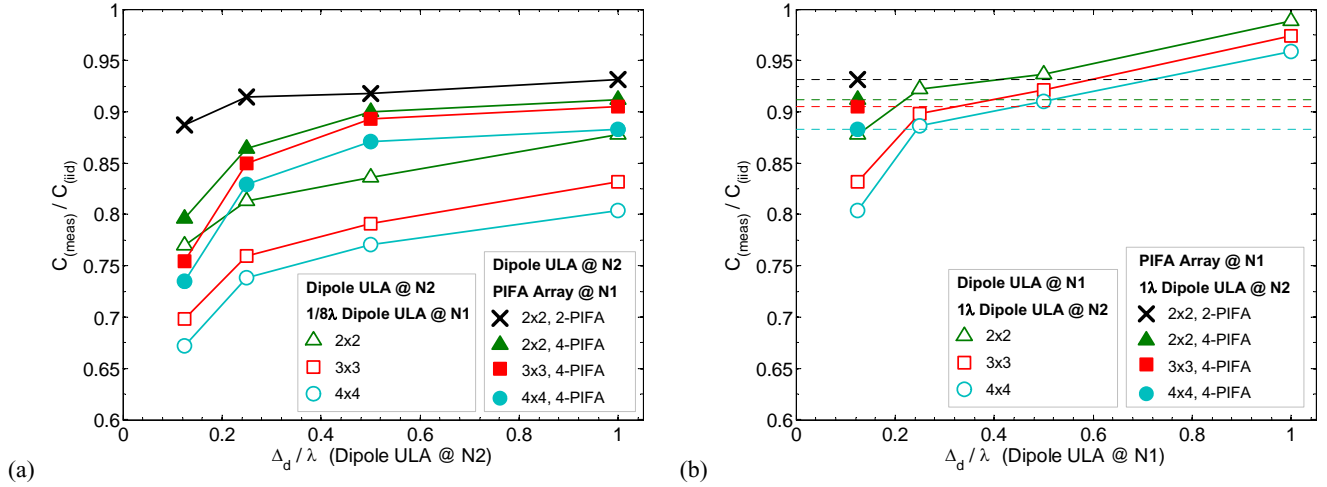 1
0.95
0.9
0.85
0.8
0.75
0.7
0.65
0.6
C(meas) / C(iid)
0 0.2 0.4 0.6 0.8 1
Δd / λ (Dipole ULA @ N2)
Dipole ULA @ N2
1/8λ Dipole ULA @ N1
2x2
3x3
4x4
Dipole ULA @ N2
PIFA Array @ N1
2x2, 2-PIFA
2x2, 4-PIFA
3x3, 4-PIFA
4x4, 4-PIFA
(a)
1
0.95
0.9
0.85
0.8
0.75
0.7
0.65
0.6
C(meas) / C(iid)
0 0.2 0.4 0.6 0.8 1
Δd / λ (Dipole ULA @ N1)
Dipole ULA @ N1
1λ Dipole ULA @ N2
2x2
3x3
4x4
PIFA Array @ N1
1λ Dipole ULA @ N2
2x2, 2-PIFA
2x2, 4-PIFA
3x3, 4-PIFA
4x4, 4-PIFA
(b)